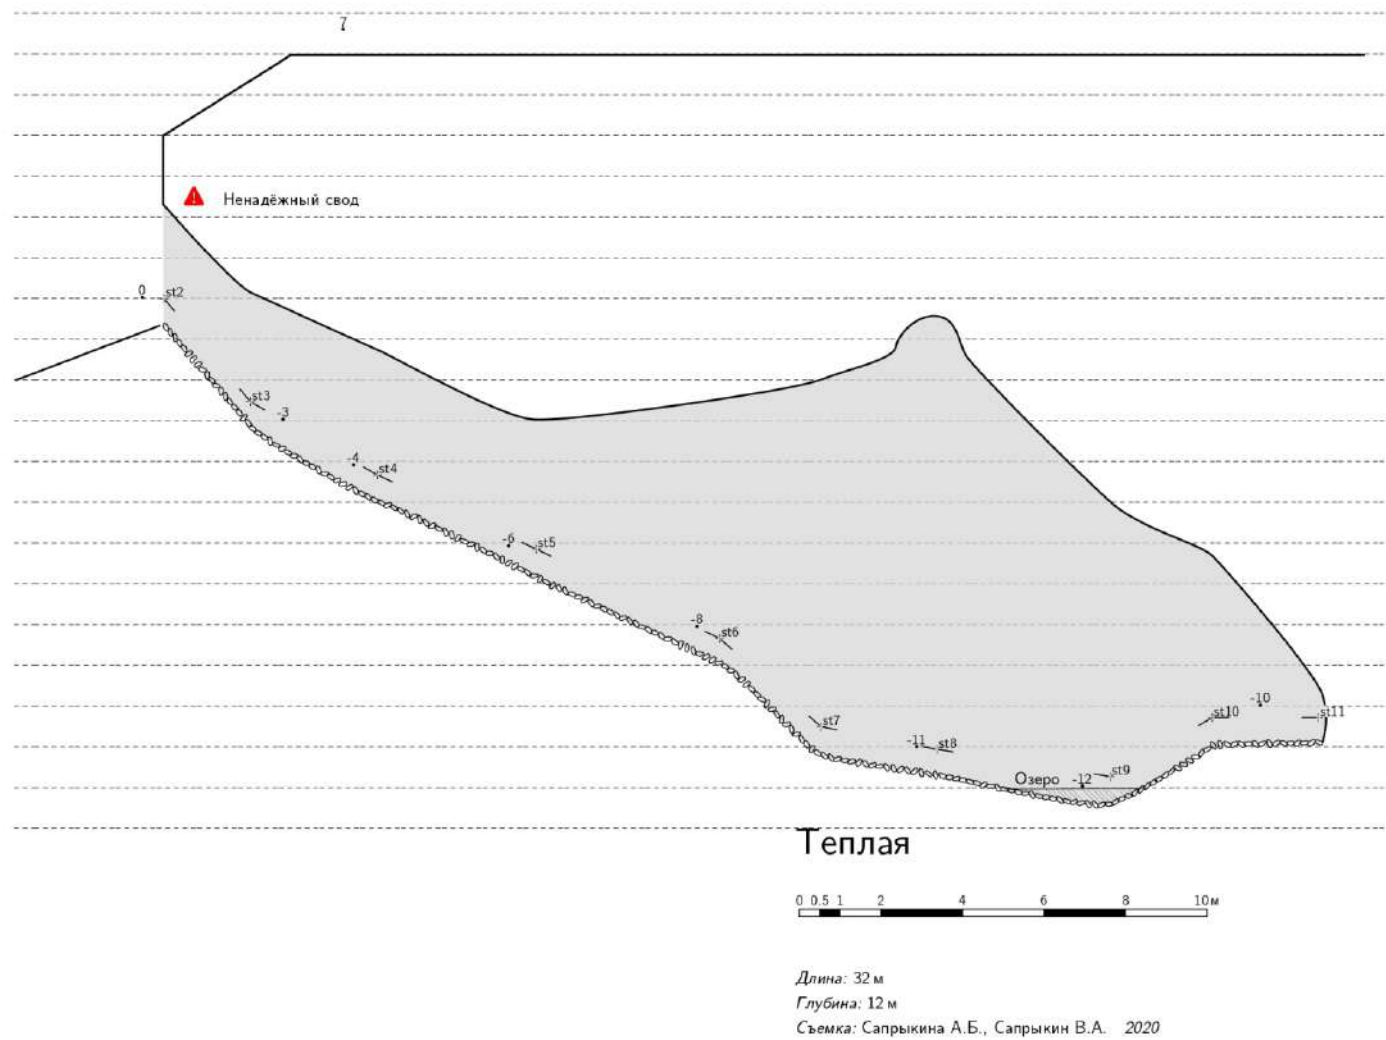 7
Ненадёжный свод
0
st2
st3
-3
-4
st4
-6
st5
-8
st6
-10
st10
st11
st7
-11
st8
Озеро
-12
st9
Теплая
0 0.5 1 2 4 6 8 10 м
Длина: 32 м
Глубина: 12 м
Съемка: Сапрыкина А.Б., Сапрыкин В.А. 2020